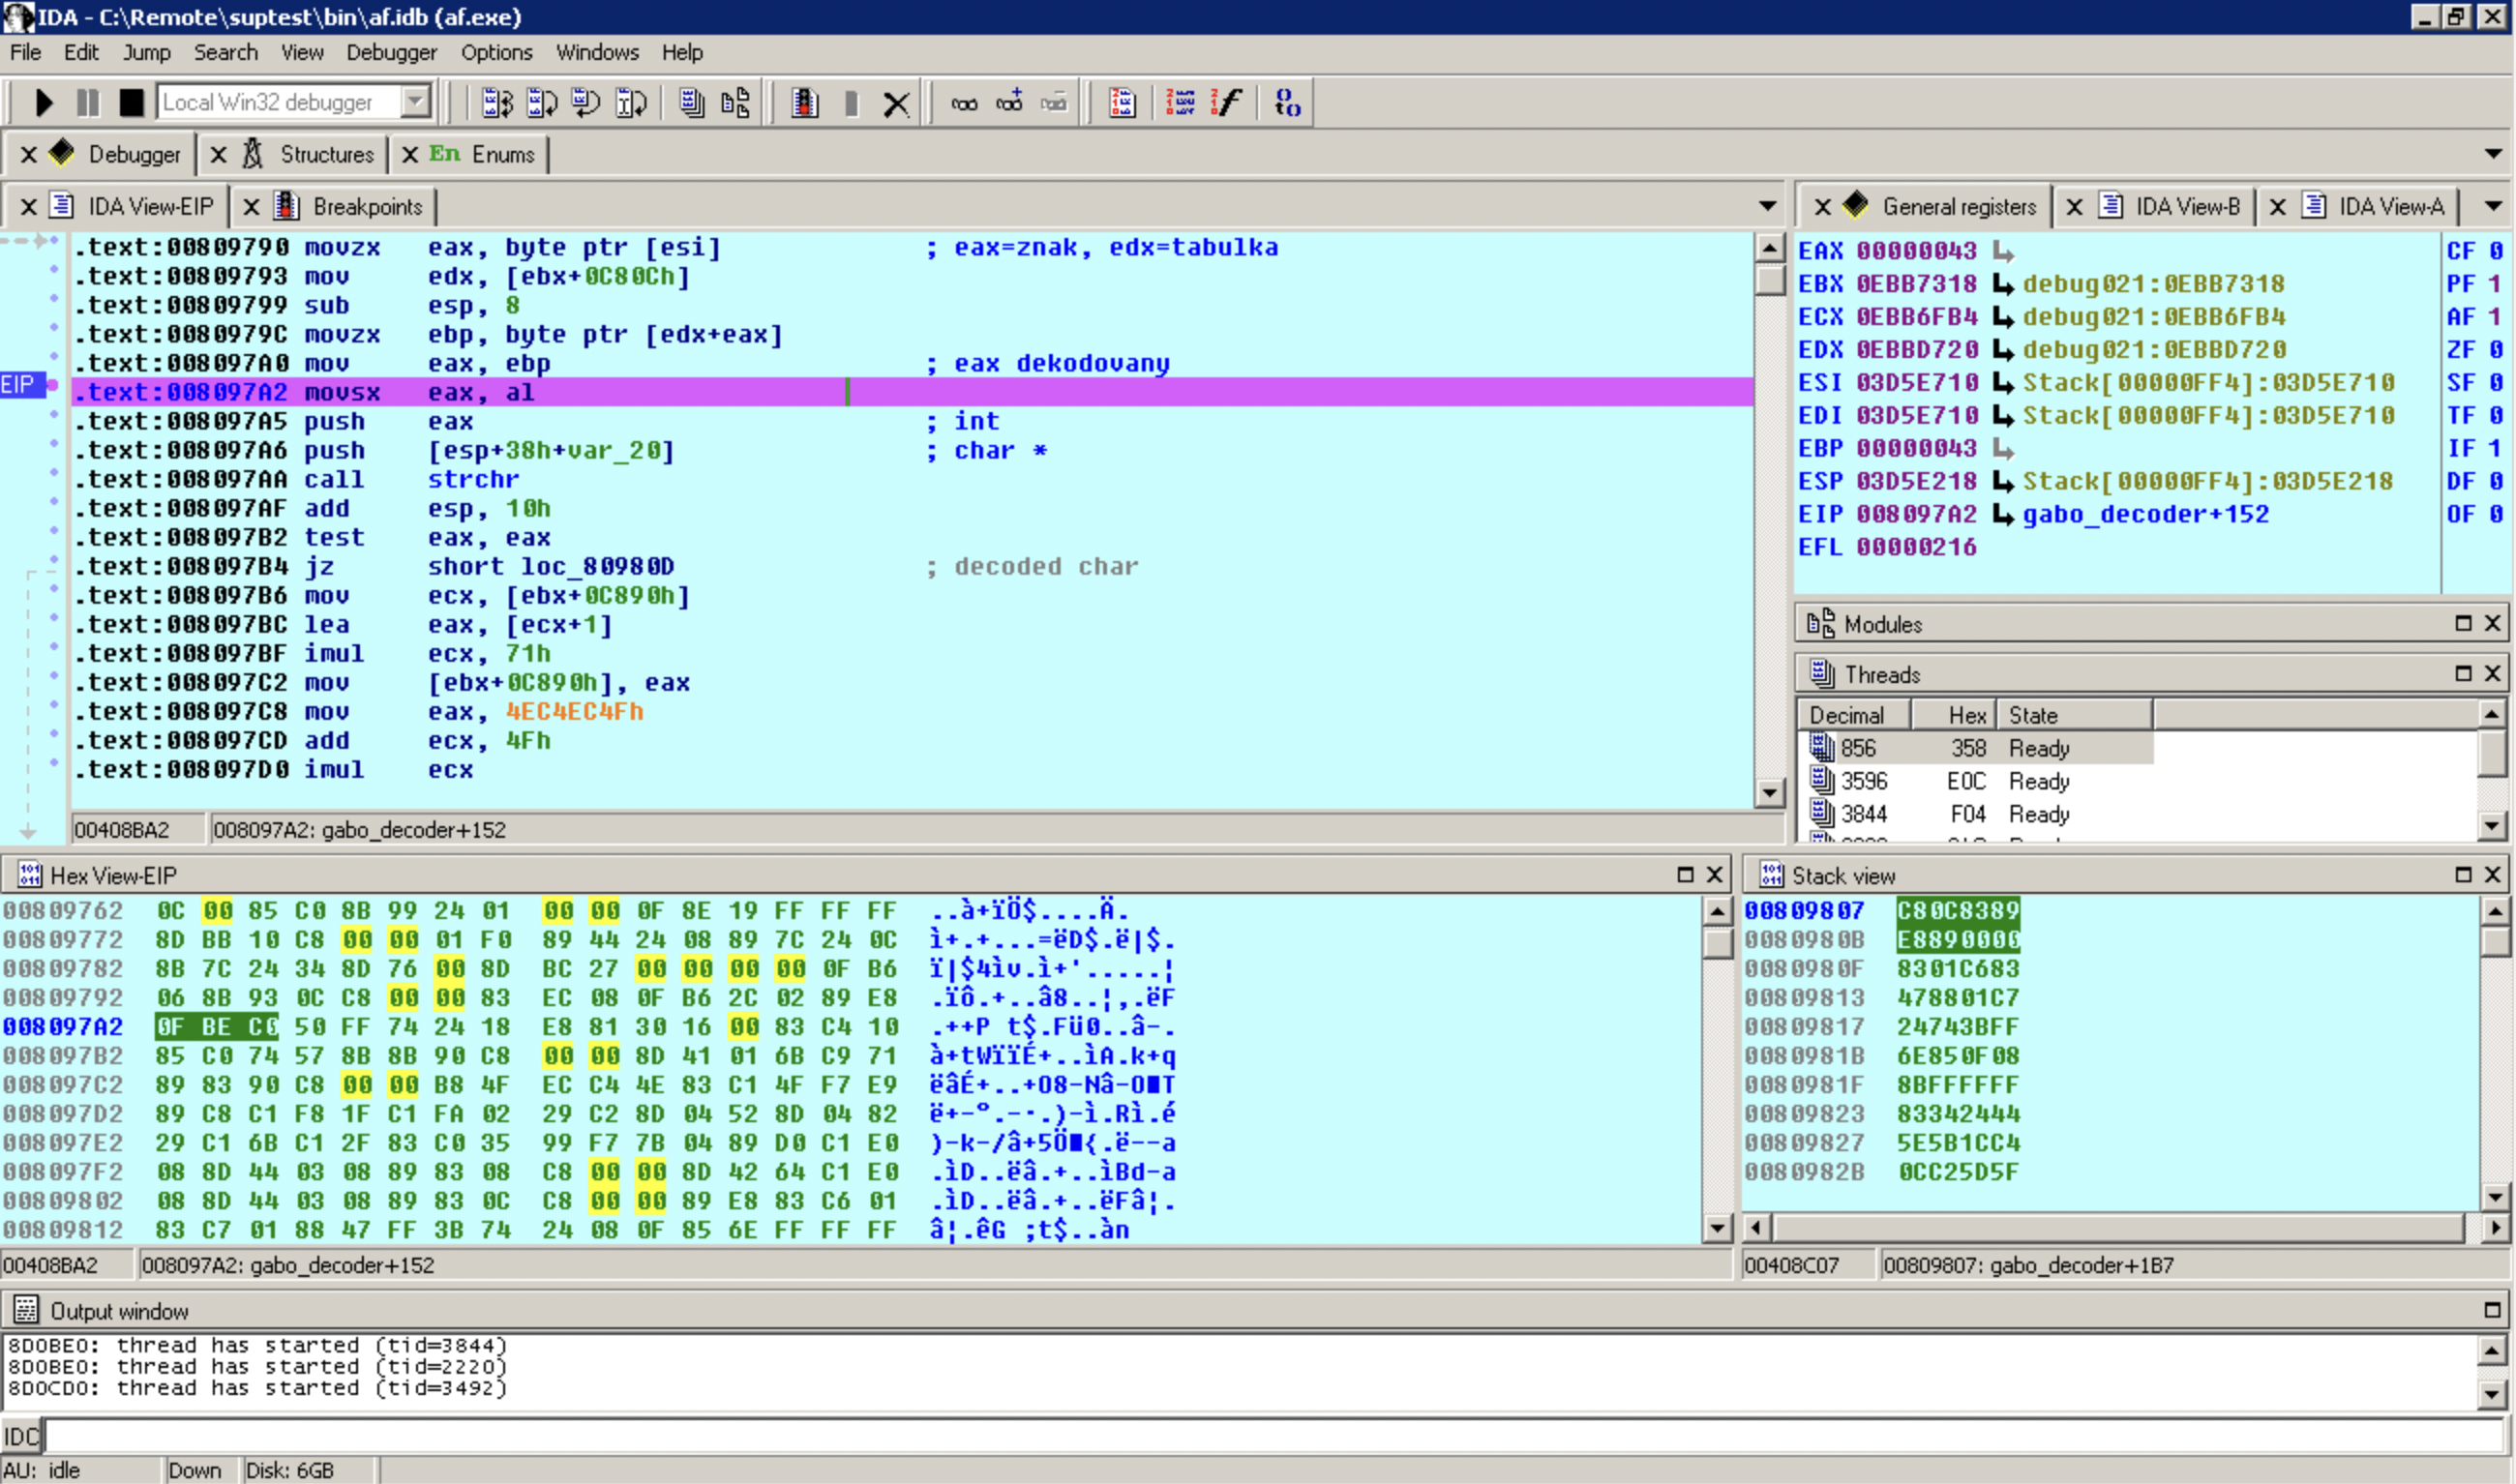 IDA - C:\Remote\suptest\bin\af.idb (af.exe)
File Edit Jump Search View Debugger Options Windows Help
Local Win32 debugger
Debugger Structures En Enums
IDA View-EIP Breakpoints
.text:00809790 movzx eax, byte ptr [esi] ; eax=znak, edx=tabulka
.text:00809793 mov edx, [ebx+0C80Ch]
.text:00809799 sub esp, 8
.text:0080979C movzx ebp, byte ptr [edx+eax]
.text:008097A0 mov eax, ebp ; eax dekodovany
EIP .text:008097A2 movsx eax, al
.text:008097A5 push eax ; int
.text:008097A6 push [esp+38h+var_20] ; char *
.text:008097AA call strchr
.text:008097AF add esp, 10h
.text:008097B2 test eax, eax
.text:008097B4 jz short loc_80980D ; decoded char
.text:008097B6 mov ecx, [ebx+0C890h]
.text:008097BC lea eax, [ecx+1]
.text:008097BF imul ecx, 71h
.text:008097C2 mov [ebx+0C890h], eax
.text:008097C8 mov eax, 4EC4EC4Fh
.text:008097CD add ecx, 4Fh
.text:008097D0 imul ecx
00408BA2 008097A2: gabo_decoder+152
General registers IDA View-B IDA View-A
EAX 00000043 CF 0
EBX 0EBB7318 debug021:0EBB7318 PF 1
ECX 0EBB6FB4 debug021:0EBB6FB4 AF 1
EDX 0EBBD720 debug021:0EBBD720 ZF 0
ESI 03D5E710 Stack[00000FF4]:03D5E710 SF 0
EDI 03D5E710 Stack[00000FF4]:03D5E710 TF 0
EBP 00000043 IF 1
ESP 03D5E218 Stack[00000FF4]:03D5E218 DF 0
EIP 008097A2 gabo_decoder+152 OF 0
EFL 00000216
Modules
Threads
Decimal Hex State
856 358 Ready
3596 E0C Ready
3844 F04 Ready
Hex View-EIP
00809762 0C 00 85 C0 8B 99 24 01 00 00 0F 8E 19 FF FF FF ..à+ïÖ$....Ä.
00809772 8D BB 10 C8 00 00 01 F0 89 44 24 08 89 7C 24 0C ì+.+...=ëD$.ë|$.
00809782 8B 7C 24 34 8D 76 00 8D BC 27 00 00 00 00 0F B6 ï|$4ìv.ì+'.....¦
00809792 06 8B 93 0C C8 00 00 83 EC 08 0F B6 2C 02 89 E8 .ïô.+..â8..¦,.ëF
008097A2 0F BE C0 50 FF 74 24 18 E8 81 30 16 00 83 C4 10 .++P t$.Fü0..â-.
008097B2 85 C0 74 57 8B 8B 90 C8 00 00 8D 41 01 6B C9 71 à+tWïïÉ+..ìA.k+q
008097C2 89 83 90 C8 00 00 B8 4F EC C4 4E 83 C1 4F F7 E9 ëâÉ+..+O8-Nâ-O■T
008097D2 89 C8 C1 F8 1F C1 FA 02 29 C2 8D 04 52 8D 04 82 ë+-°.-·.)-ì.Rì.é
008097E2 29 C1 6B C1 2F 83 C0 35 99 F7 7B 04 89 D0 C1 E0 )-k-/â+5Ö■{.ë--a
008097F2 08 8D 44 03 08 89 83 08 C8 00 00 8D 42 64 C1 E0 .ìD..ëâ.+..ìBd-a
00809802 08 8D 44 03 08 89 83 0C C8 00 00 89 E8 83 C6 01 .ìD..ëâ.+..ëFâ¦.
00809812 83 C7 01 88 47 FF 3B 74 24 08 0F 85 6E FF FF FF â¦.êG ;t$..àn
00408BA2 008097A2: gabo_decoder+152
Stack view
00809807 C80C8389
0080980B E8890000
0080980F 8301C683
00809813 478801C7
00809817 24743BFF
0080981B 6E850F08
0080981F 8BFFFFFF
00809823 83342444
00809827 5E5B1CC4
0080982B 0CC25D5F
00408C07 00809807: gabo_decoder+1B7
Output window
8D0BE0: thread has started (tid=3844)
8D0BE0: thread has started (tid=2220)
8D0CD0: thread has started (tid=3492)
IDC
AU: idle Down Disk: 6GB